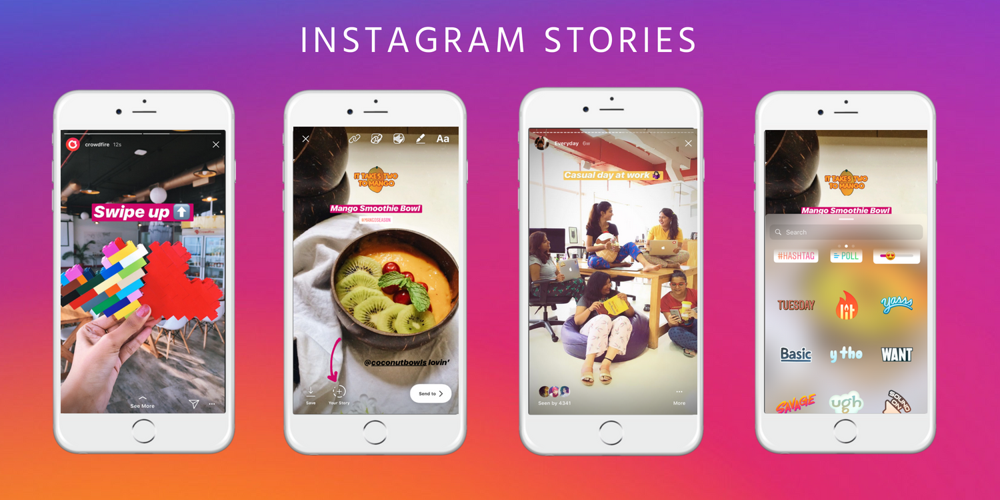 INSTAGRAM STORIES
crowdfire 12s
Swipe up
See More
Aa
IT TAKES TWO
TO MANGO
Mango Smoothie Bowl
#MANGOSEASON
@coconutbowls lovin'
Save
Your Story
Send to
Everyday 6w
Casual day at work
Seen by 4341
More
IT TAKES TWO
TO MANGO
Mango Smoothie Bowl
Search
#HASHTAG
POLL
TUESDAY
lit
yasss
Basic
y tho
WANT
SAVAGE
ugh
SOUND
ON